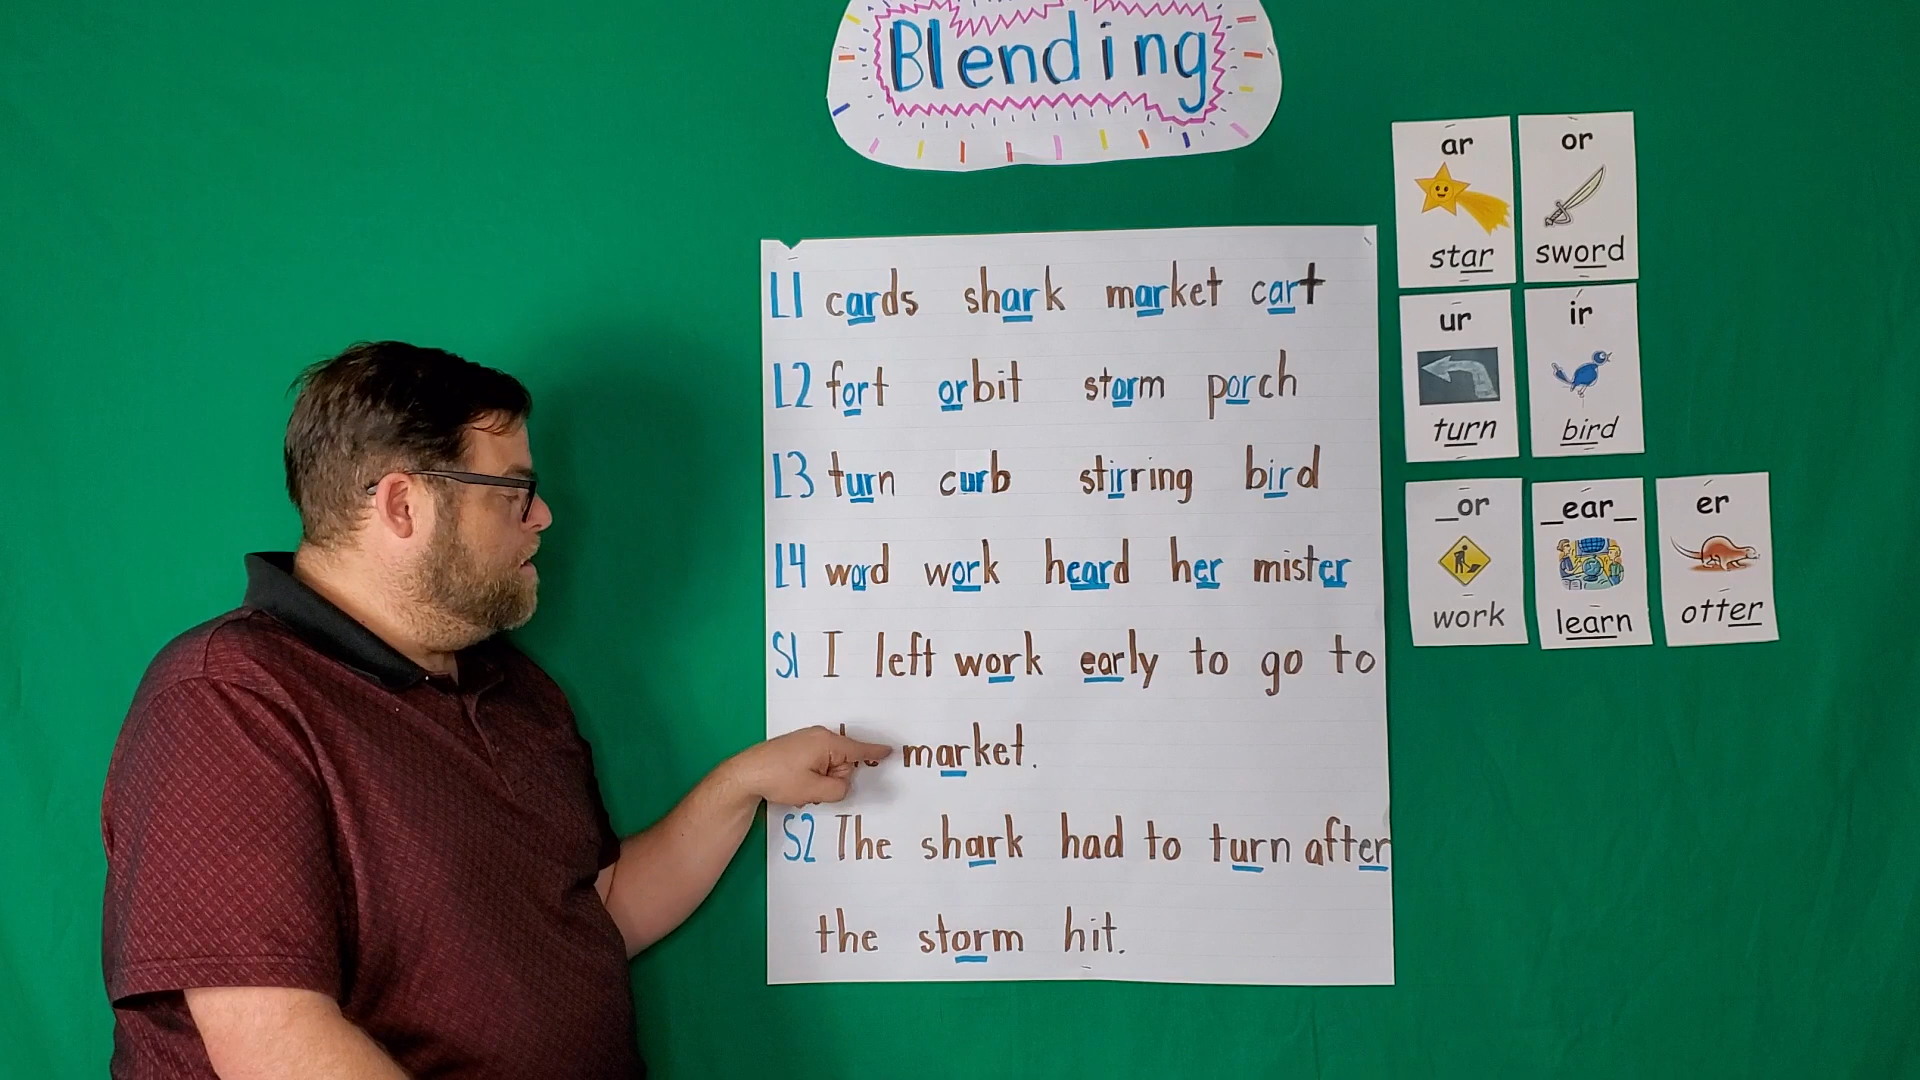 Blending
L1 cards shark market cart
L2 fort orbit storm porch
L3 turn curb stirring bird
L4 word work heard her mister
S1 I left work early to go to
market.
S2 The shark had to turn after
the storm hit.
ar
star
or
sword
ur
turn
ir
bird
_or
work
_ear_
learn
er
otter